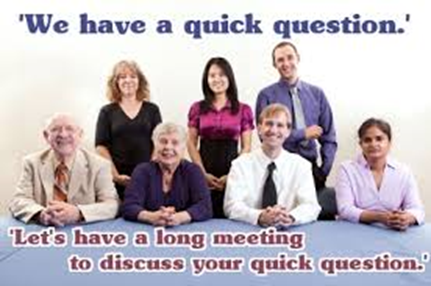 'We have a quick question.'
'Let's have a long meeting
to discuss your quick question.'